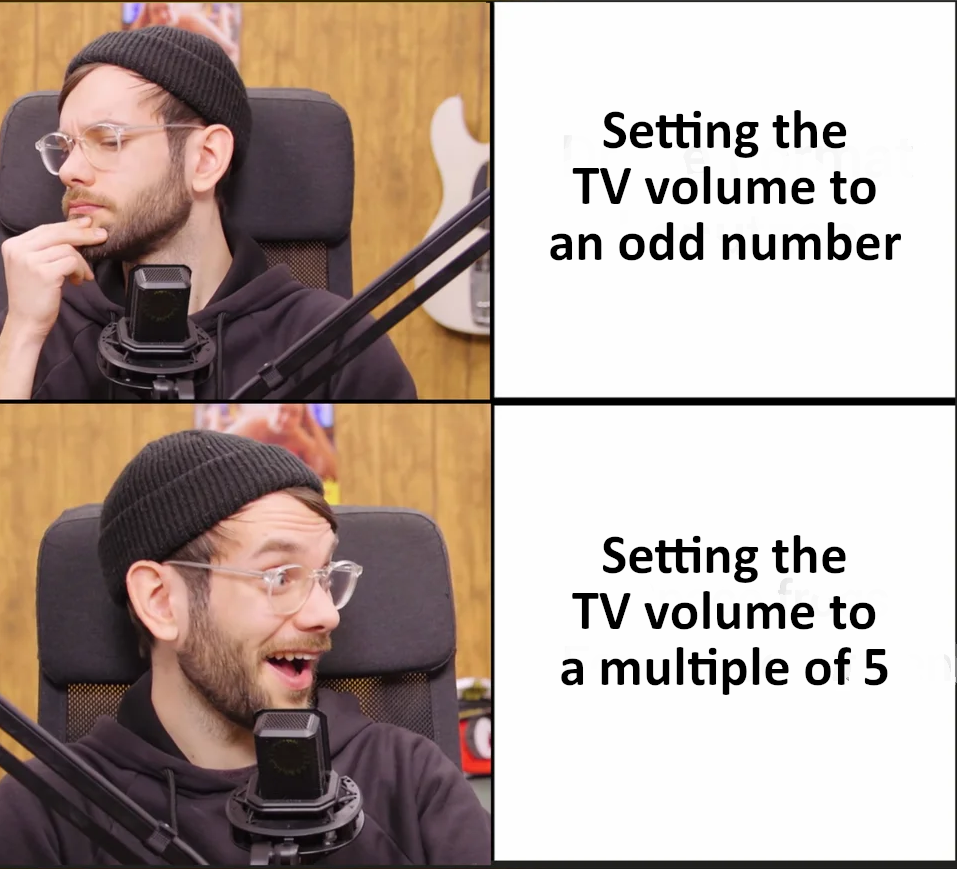 Setting the
TV volume to
an odd number
Setting the
TV volume to
a multiple of 5